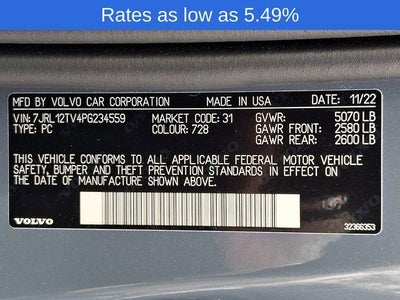 Rates as low as 5.49%
MFD BY VOLVO CAR CORPORATION MADE IN USA DATE: 11/22
VIN: 7JRL12TV4PG234559 MARKET CODE: 31 GVWR: 5070 LB
TYPE: PC COLOUR: 728 GAWR FRONT: 2580 LB
GAWR REAR: 2600 LB
THIS VEHICLE CONFORMS TO ALL APPLICABLE FEDERAL MOTOR VEHICLE
SAFETY, BUMPER AND THEFT PREVENTION STANDARDS IN EFFECT ON
THE DATE OF MANUFACTURE SHOWN ABOVE.
VOLVO 32366353